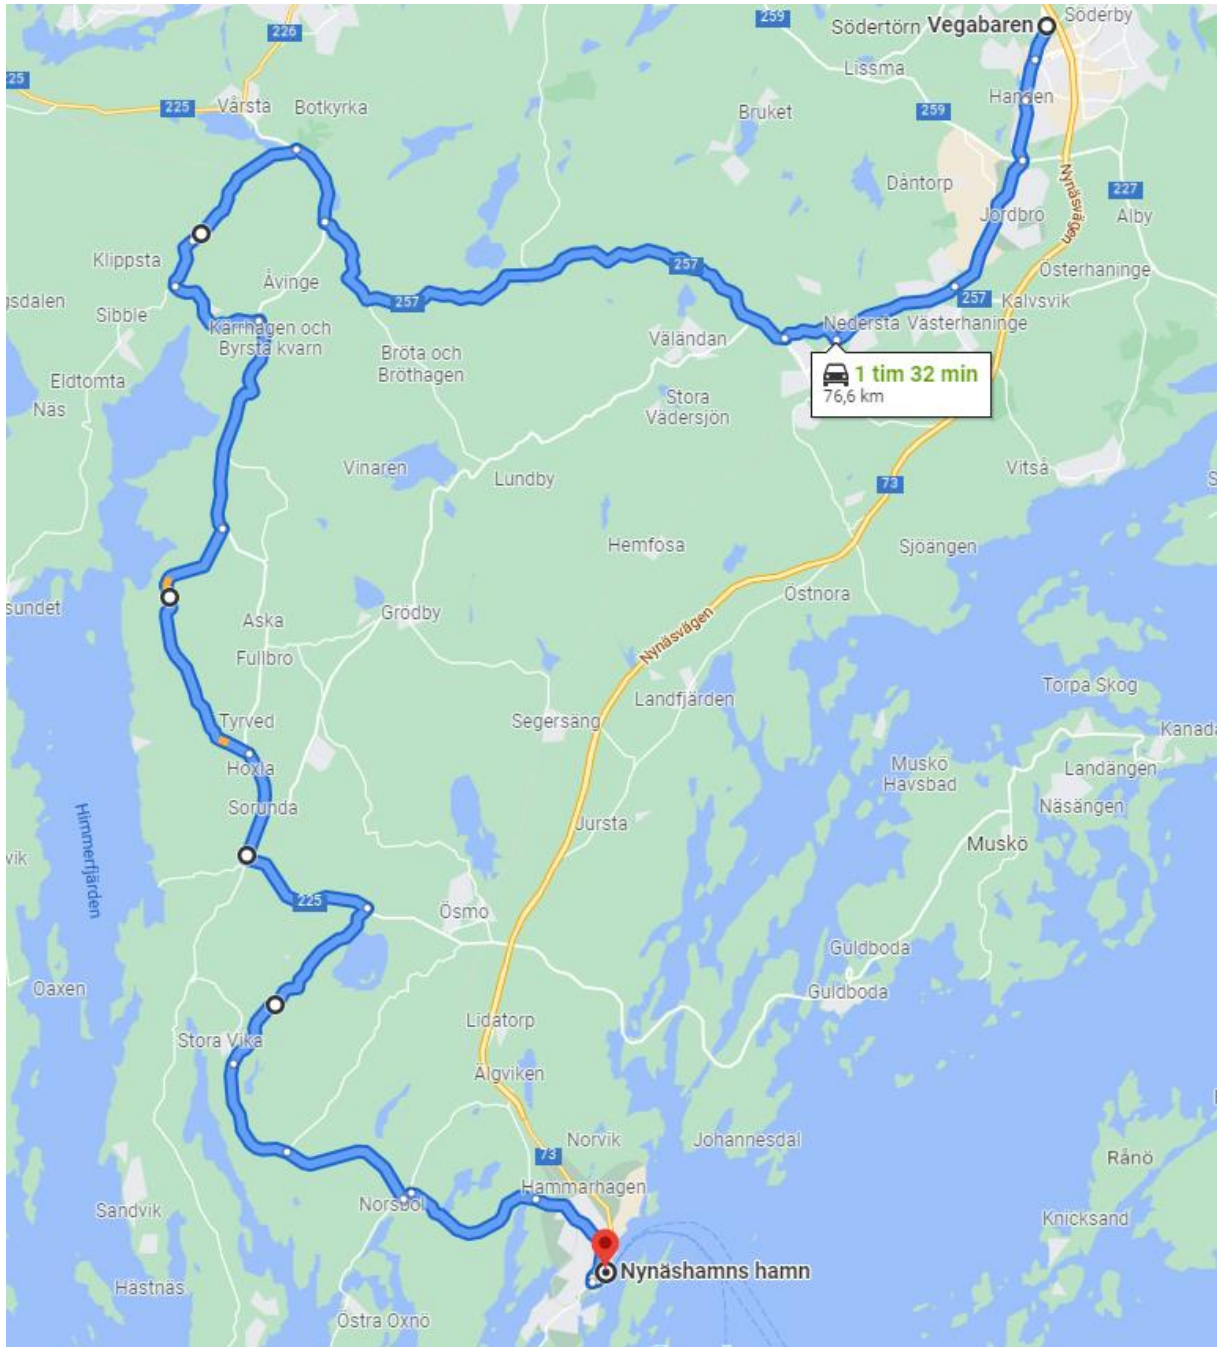 259
Söderby
Södertörn
Vegabaren
226
Lissma
25
225
Vårsta
Botkyrka
Bruket
259
Handen
Dåntorp
Nynäsvägen
227
Jordbro
Alby
Klippsta
257
Österhaninge
gsdalen
Åvinge
257
257
Kalvsvik
Sibble
Kärrhagen och
Byrsta kvarn
Nedersta
Västerhaninge
Väländan
Bröta och
Bröthagen
1 tim 32 min
76,6 km
Eldtomta
Näs
Stora
Vädersjön
Vinaren
Lundby
Vitså
73
S
Hemfosa
Sjöängen
sundet
Östnora
Aska
Grödby
Nynäsvägen
Fullbro
Torpa Skog
Landfjärden
Tyrved
Segersäng
Kanada
Höxla
Muskö
Havsbad
Landängen
Sorunda
Näsängen
Himmerfjärden
Jursta
Muskö
vik
225
Ösmo
Guldboda
Oaxen
Guldboda
Lidatorp
Stora Vika
Älgviken
Norvik
Johannesdal
73
Rånö
Hammarhagen
Sandvik
Norsbol
Knicksand
Nynäshamns hamn
Hästnäs
Östra Oxnö